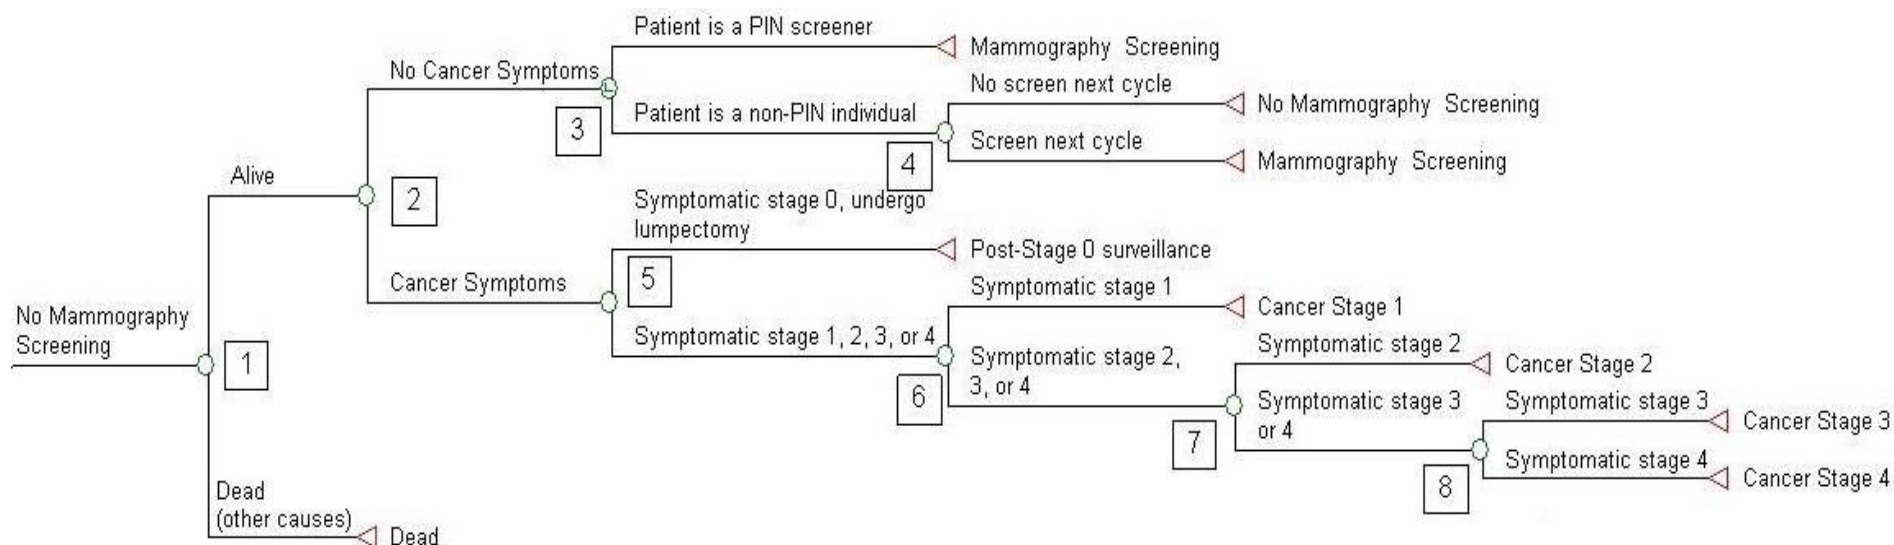 Patient is a PIN screener
Mammography Screening
No Cancer Symptoms
No screen next cycle
3
Patient is a non-PIN individual
No Mammography Screening
Screen next cycle
4
Mammography Screening
Alive
2
Symptomatic stage 0, undergo
lumpectomy
Post-Stage 0 surveillance
5
Cancer Symptoms
Symptomatic stage 1
Cancer Stage 1
No Mammography
Screening
1
Symptomatic stage 1, 2, 3, or 4
Symptomatic stage 2,
3, or 4
6
Symptomatic stage 2
Cancer Stage 2
Symptomatic stage 3
or 4
7
Symptomatic stage 3
Cancer Stage 3
Symptomatic stage 4
Cancer Stage 4
8
Dead
(other causes)
Dead